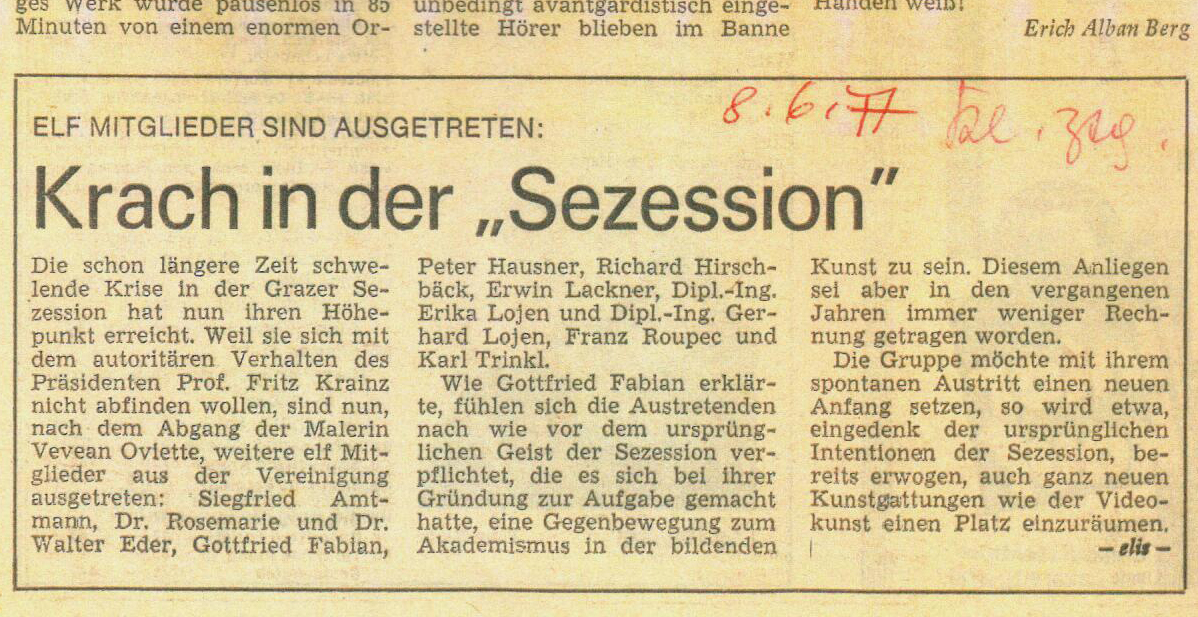 ges Werk wurde pausenlos in 85
Minuten von einem enormen Or-
unbedingt avantgardistisch einge-
stellte Hörer blieben im Banne
Händen weiß!
Erich Alban Berg
8.6.77
ELF MITGLIEDER SIND AUSGETRETEN:
Krach in der „Sezession”
Die schon längere Zeit schwe-
lende Krise in der Grazer Se-
zession hat nun ihren Höhe-
punkt erreicht. Weil sie sich mit
dem autoritären Verhalten des
Präsidenten Prof. Fritz Krainz
nicht abfinden wollen, sind nun,
nach dem Abgang der Malerin
Vevean Oviette, weitere elf Mit-
glieder aus der Vereinigung
ausgetreten: Siegfried Amt-
mann, Dr. Rosemarie und Dr.
Walter Eder, Gottfried Fabian,
Peter Hausner, Richard Hirsch-
bäck, Erwin Lackner, Dipl.-Ing.
Erika Lojen und Dipl.-Ing. Ger-
hard Lojen, Franz Roupec und
Karl Trinkl.
Wie Gottfried Fabian erklär-
te, fühlen sich die Austretenden
nach wie vor dem ursprüng-
lichen Geist der Sezession ver-
pflichtet, die es sich bei ihrer
Gründung zur Aufgabe gemacht
hatte, eine Gegenbewegung zum
Akademismus in der bildenden
Kunst zu sein. Diesem Anliegen
sei aber in den vergangenen
Jahren immer weniger Rech-
nung getragen worden.
Die Gruppe möchte mit ihrem
spontanen Austritt einen neuen
Anfang setzen, so wird etwa,
eingedenk der ursprünglichen
Intentionen der Sezession, be-
reits erwogen, auch ganz neuen
Kunstgattungen wie der Video-
kunst einen Platz einzuräumen.
– elis –